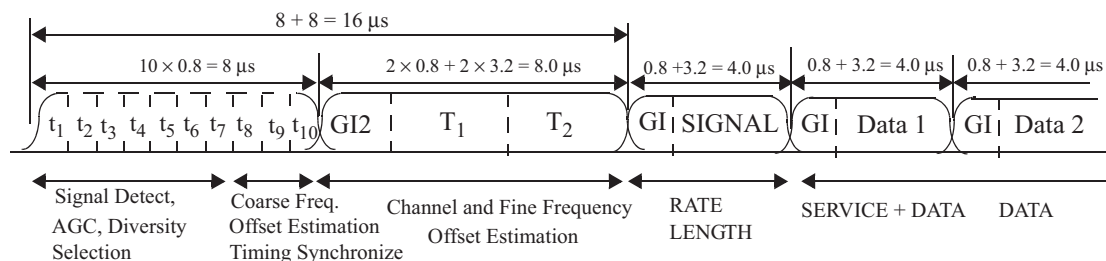 8 + 8 = 16 µs
10 × 0.8 = 8 µs
2 × 0.8 + 2 × 3.2 = 8.0 µs
0.8 +3.2 = 4.0 µs
0.8 + 3.2 = 4.0 µs
0.8 + 3.2 = 4.0 µs
t1 t2 t3 t4 t5 t6 t7 t8 t9 t10 GI2 T1 T2 GI SIGNAL GI Data 1 GI Data 2
Signal Detect,
AGC, Diversity
Selection
Coarse Freq.
Offset Estimation
Timing Synchronize
Channel and Fine Frequency
Offset Estimation
RATE
LENGTH
SERVICE + DATA
DATA